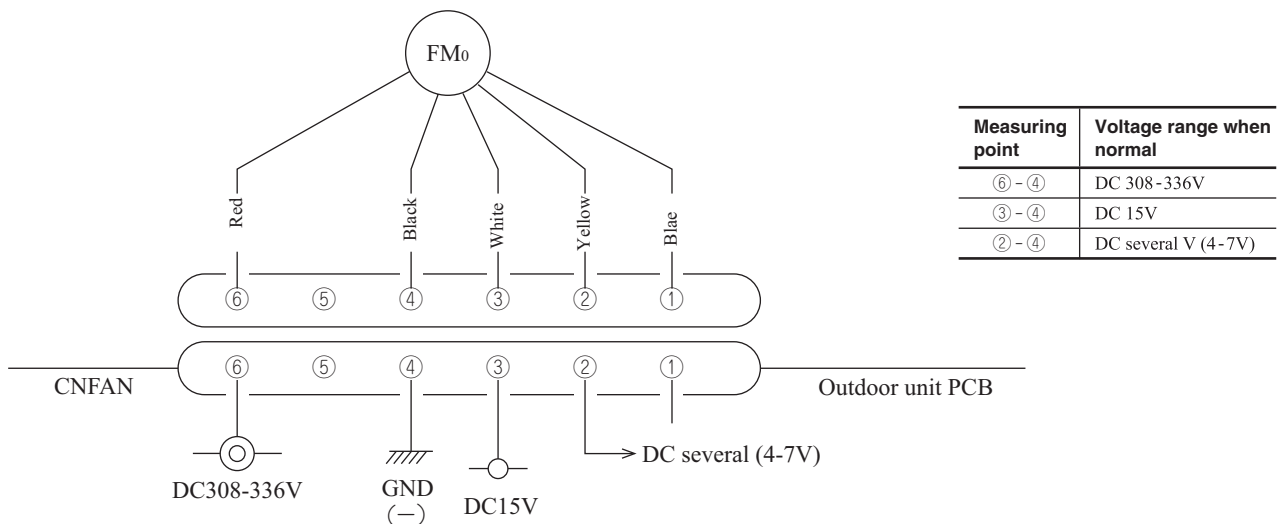 FM0
Measuring point
Voltage range when normal
⑥ - ④
DC 308-336V
③ - ④
DC 15V
② - ④
DC several V (4-7V)
Red
Black
White
Yellow
Blae
⑥ ⑤ ④ ③ ② ①
⑥ ⑤ ④ ③ ② ①
CNFAN
Outdoor unit PCB
DC308-336V
GND
(－)
DC15V
DC several (4-7V)